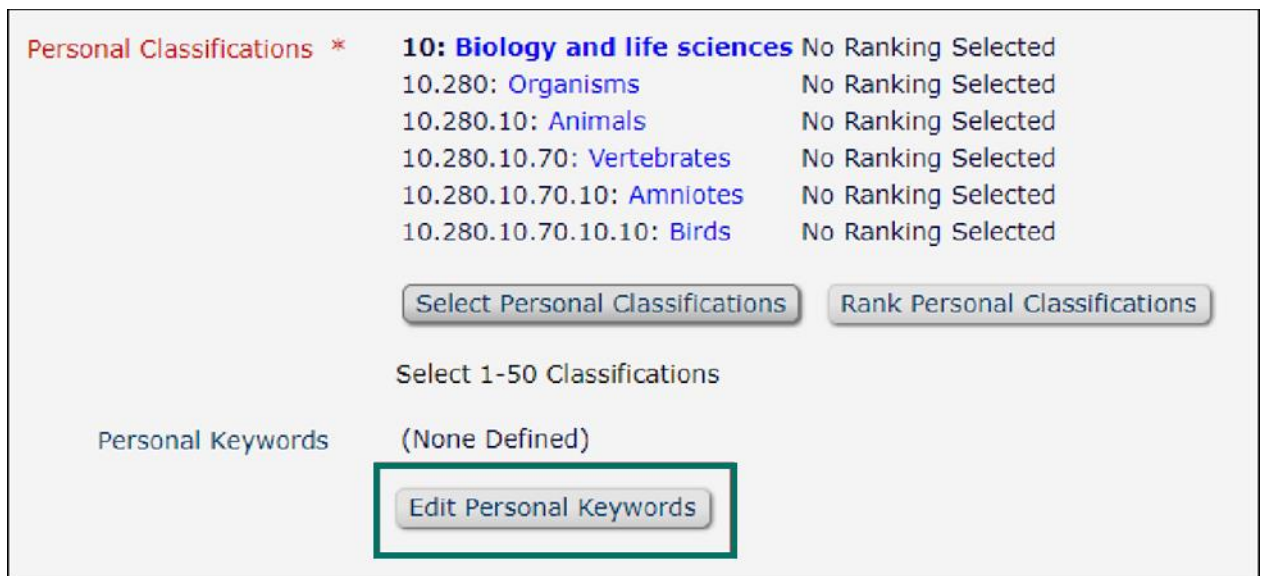 Personal Classifications * 10: Biology and life sciences No Ranking Selected
10.280: Organisms No Ranking Selected
10.280.10: Animals No Ranking Selected
10.280.10.70: Vertebrates No Ranking Selected
10.280.10.70.10: Amniotes No Ranking Selected
10.280.10.70.10.10: Birds No Ranking Selected
Select Personal Classifications Rank Personal Classifications
Select 1-50 Classifications
Personal Keywords (None Defined)
Edit Personal Keywords